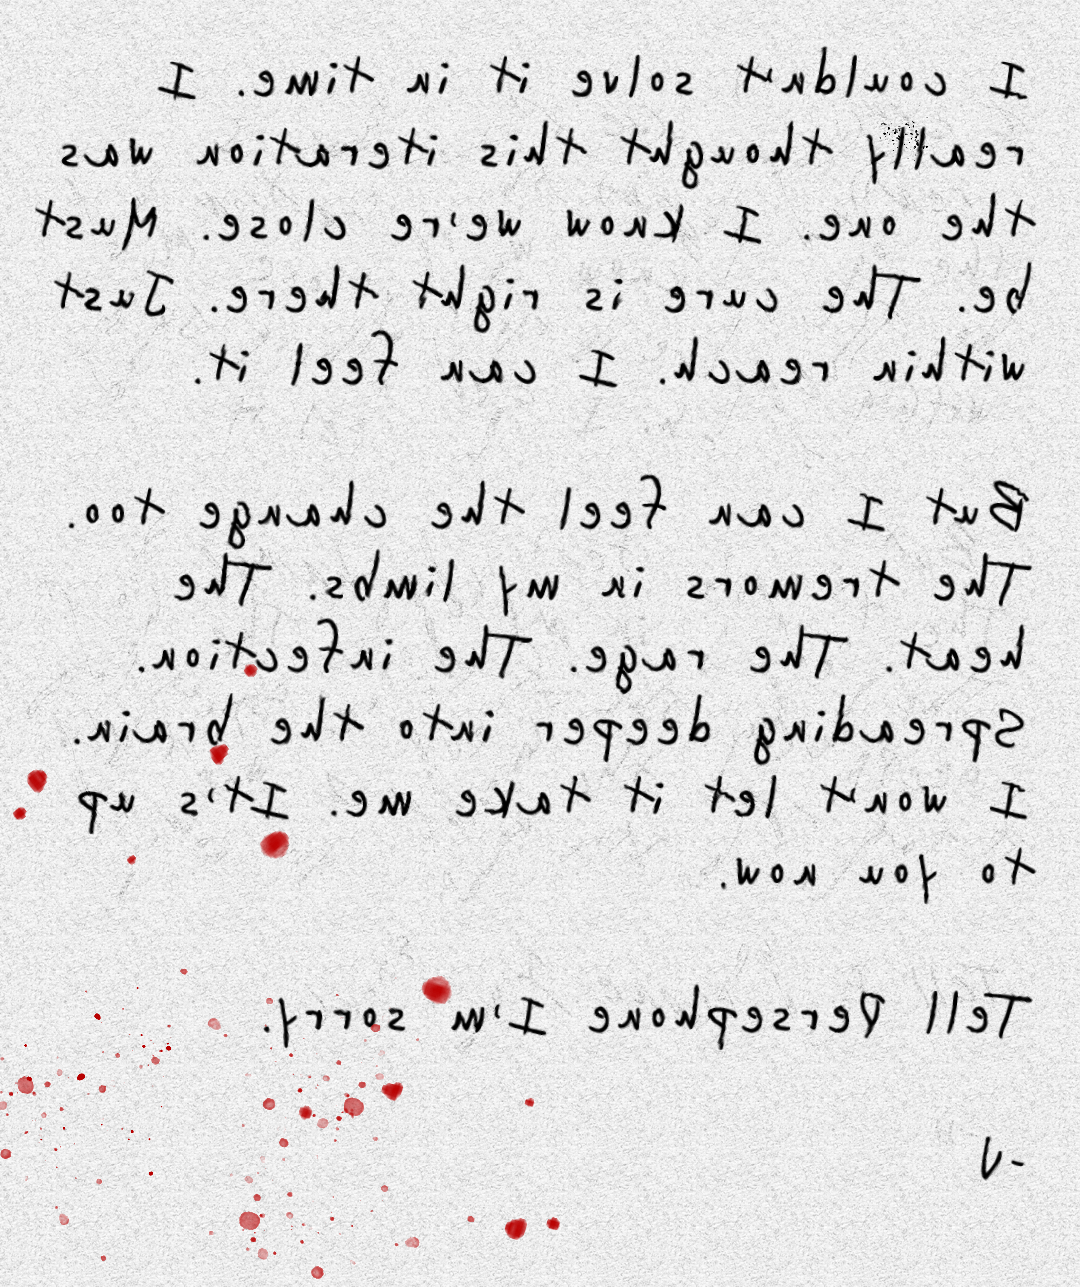 I couldn't solve it in time. I
really thought this iteration was
the one. I know we're close. Must
be. The cure is right there. Just
within reach. I can feel it.
But I can feel the change too.
The tremors in my limbs. The
heat. The rage. The infection.
Spreading deeper into the brain.
I won't let it take me. It's up
to you now.
Tell Persephone I'm sorry.
-V